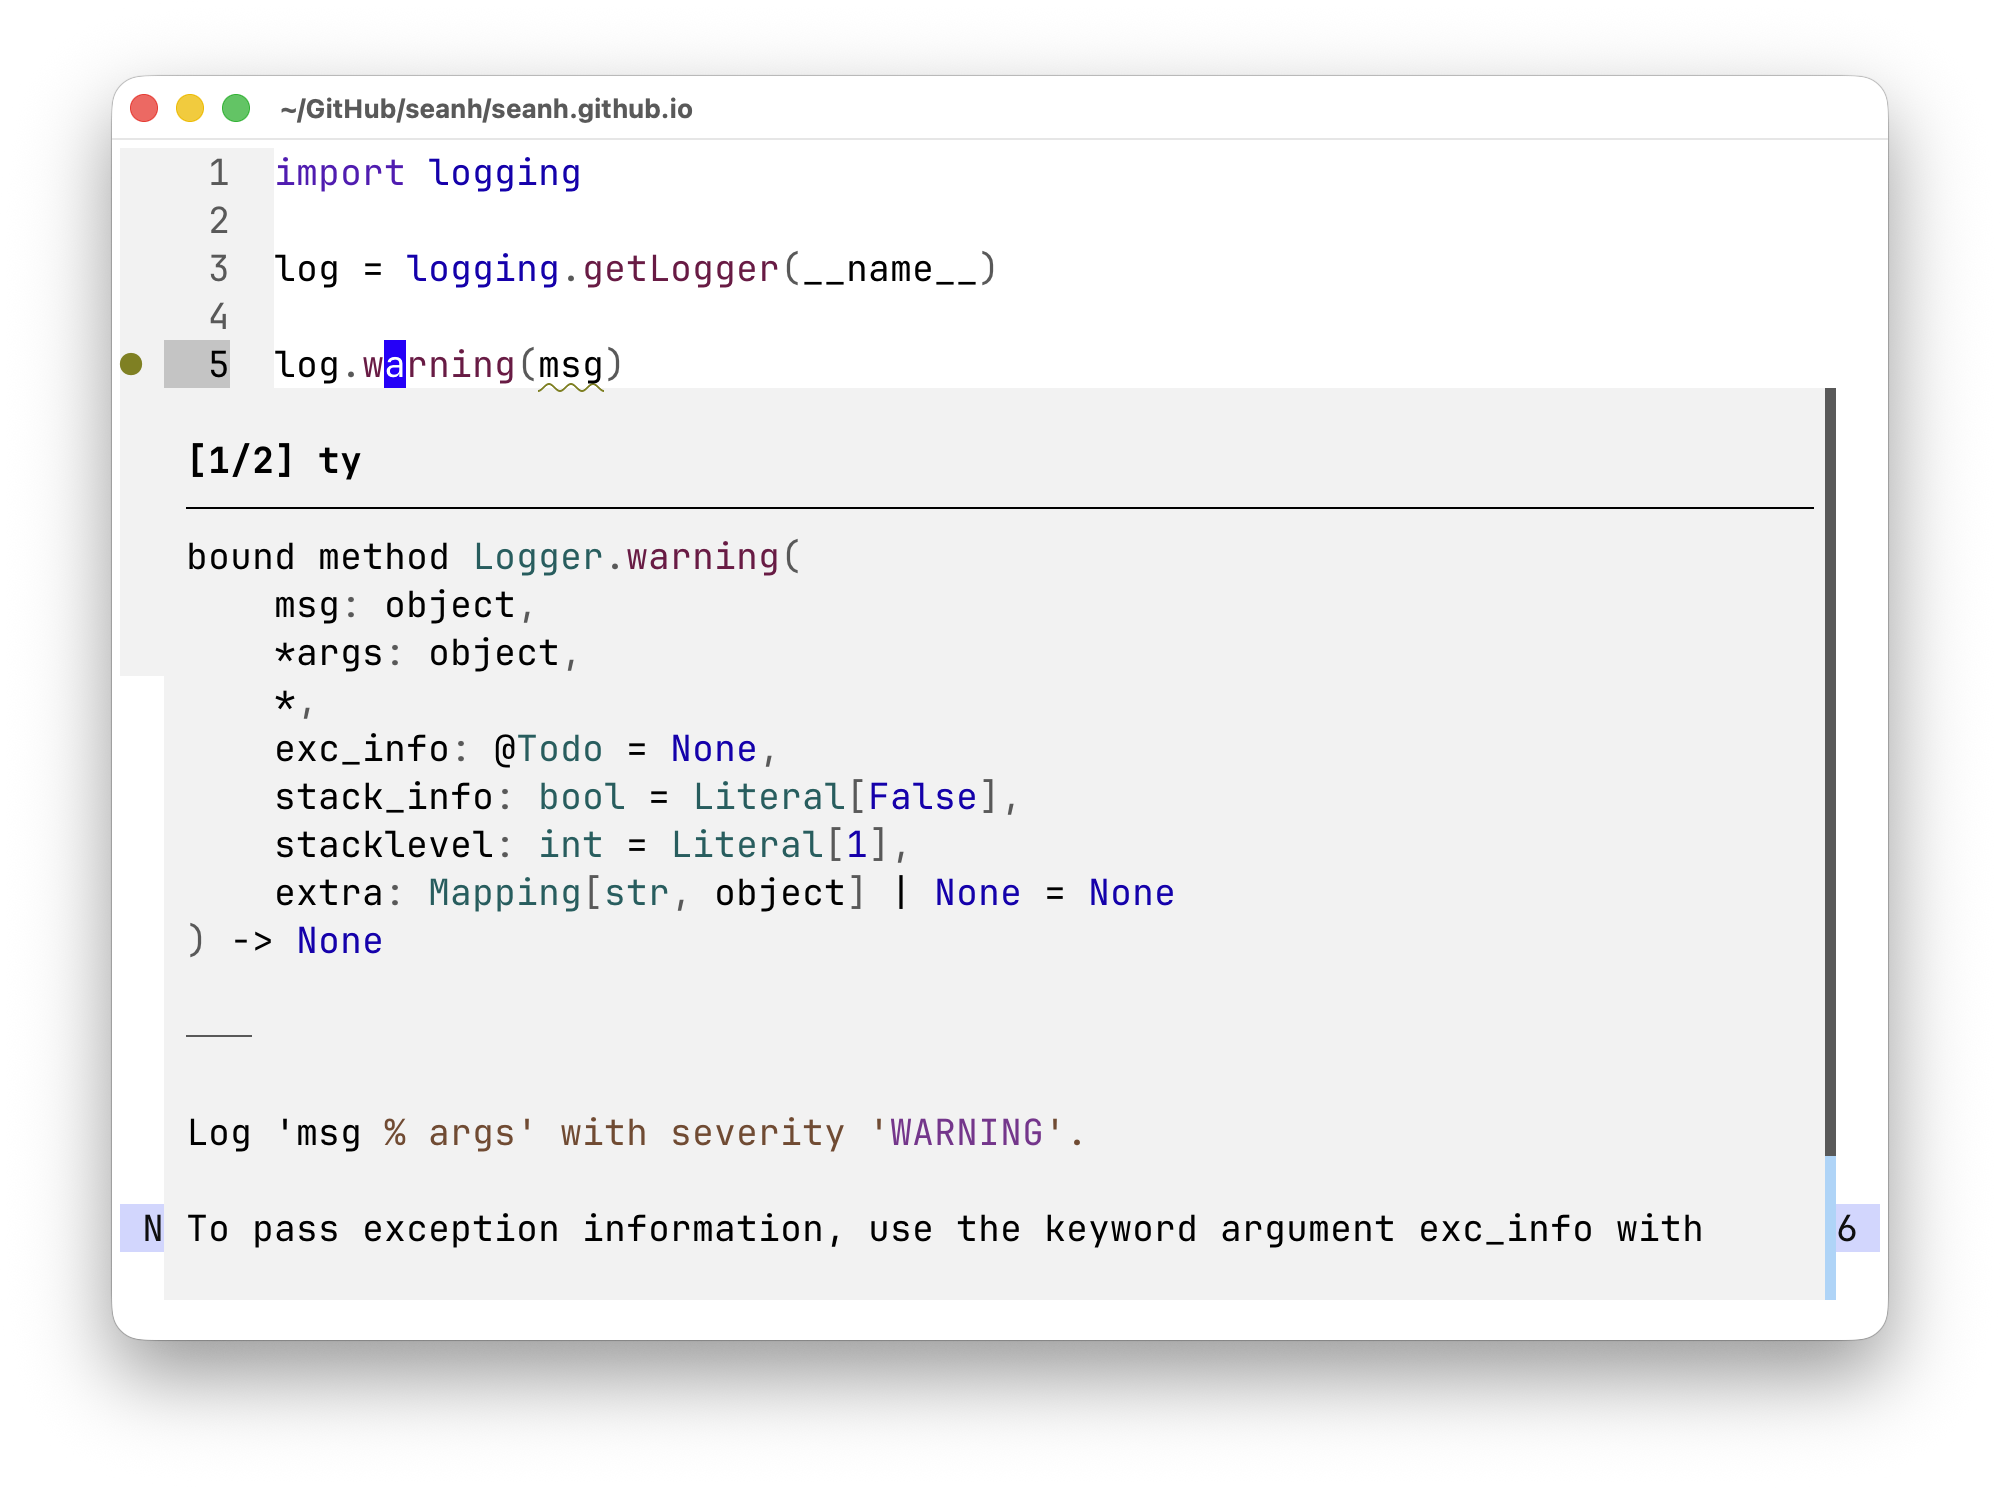 ~/GitHub/seanh/seanh.github.io
1 import logging
2
3 log = logging.getLogger(__name__)
4
5 log.warning(msg)
[1/2] ty
bound method Logger.warning(
    msg: object,
    *args: object,
    *,
    exc_info: @Todo = None,
    stack_info: bool = Literal[False],
    stacklevel: int = Literal[1],
    extra: Mapping[str, object] | None = None
) -> None
Log 'msg % args' with severity 'WARNING'.
N To pass exception information, use the keyword argument exc_info with 6